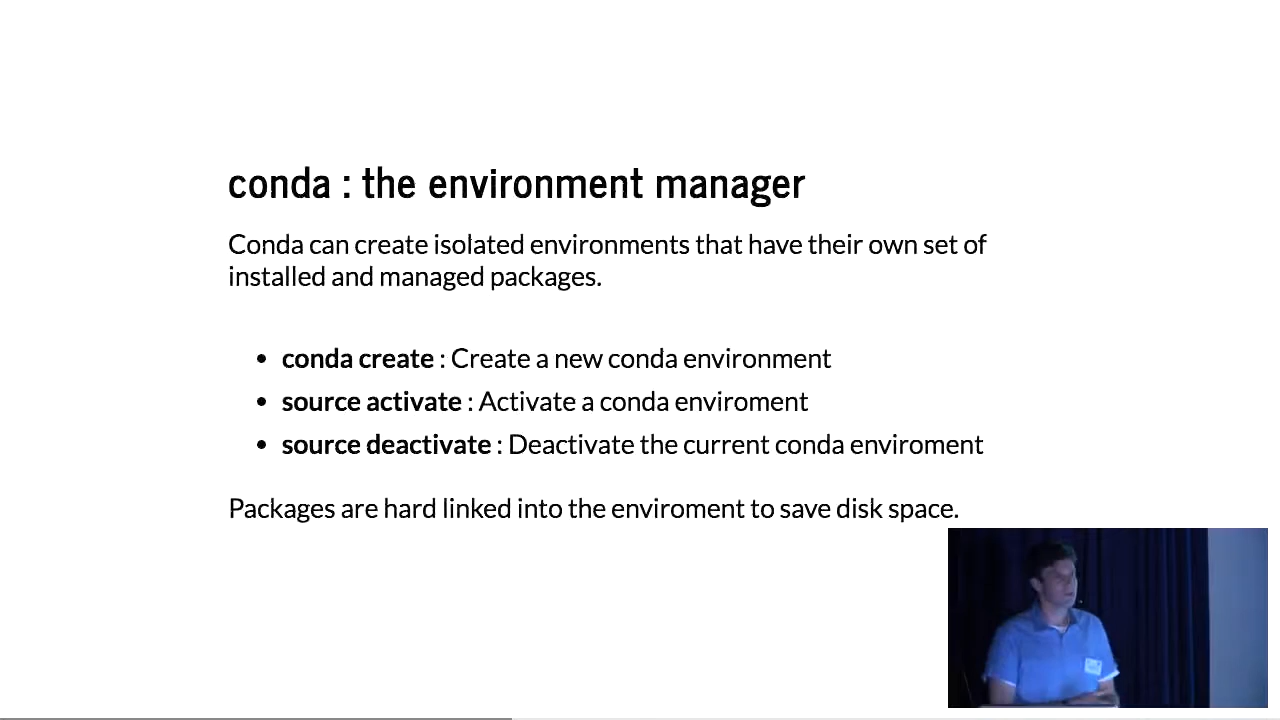 conda : the environment manager
Conda can create isolated environments that have their own set of
installed and managed packages.
• conda create : Create a new conda environment
• source activate : Activate a conda enviroment
• source deactivate : Deactivate the current conda enviroment
Packages are hard linked into the enviroment to save disk space.